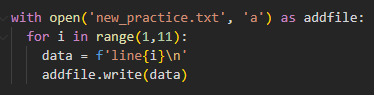 with open('new_practice.txt', 'a') as addfile:
  for i in range(1,11):
    data = f'line{i}\n'
    addfile.write(data)